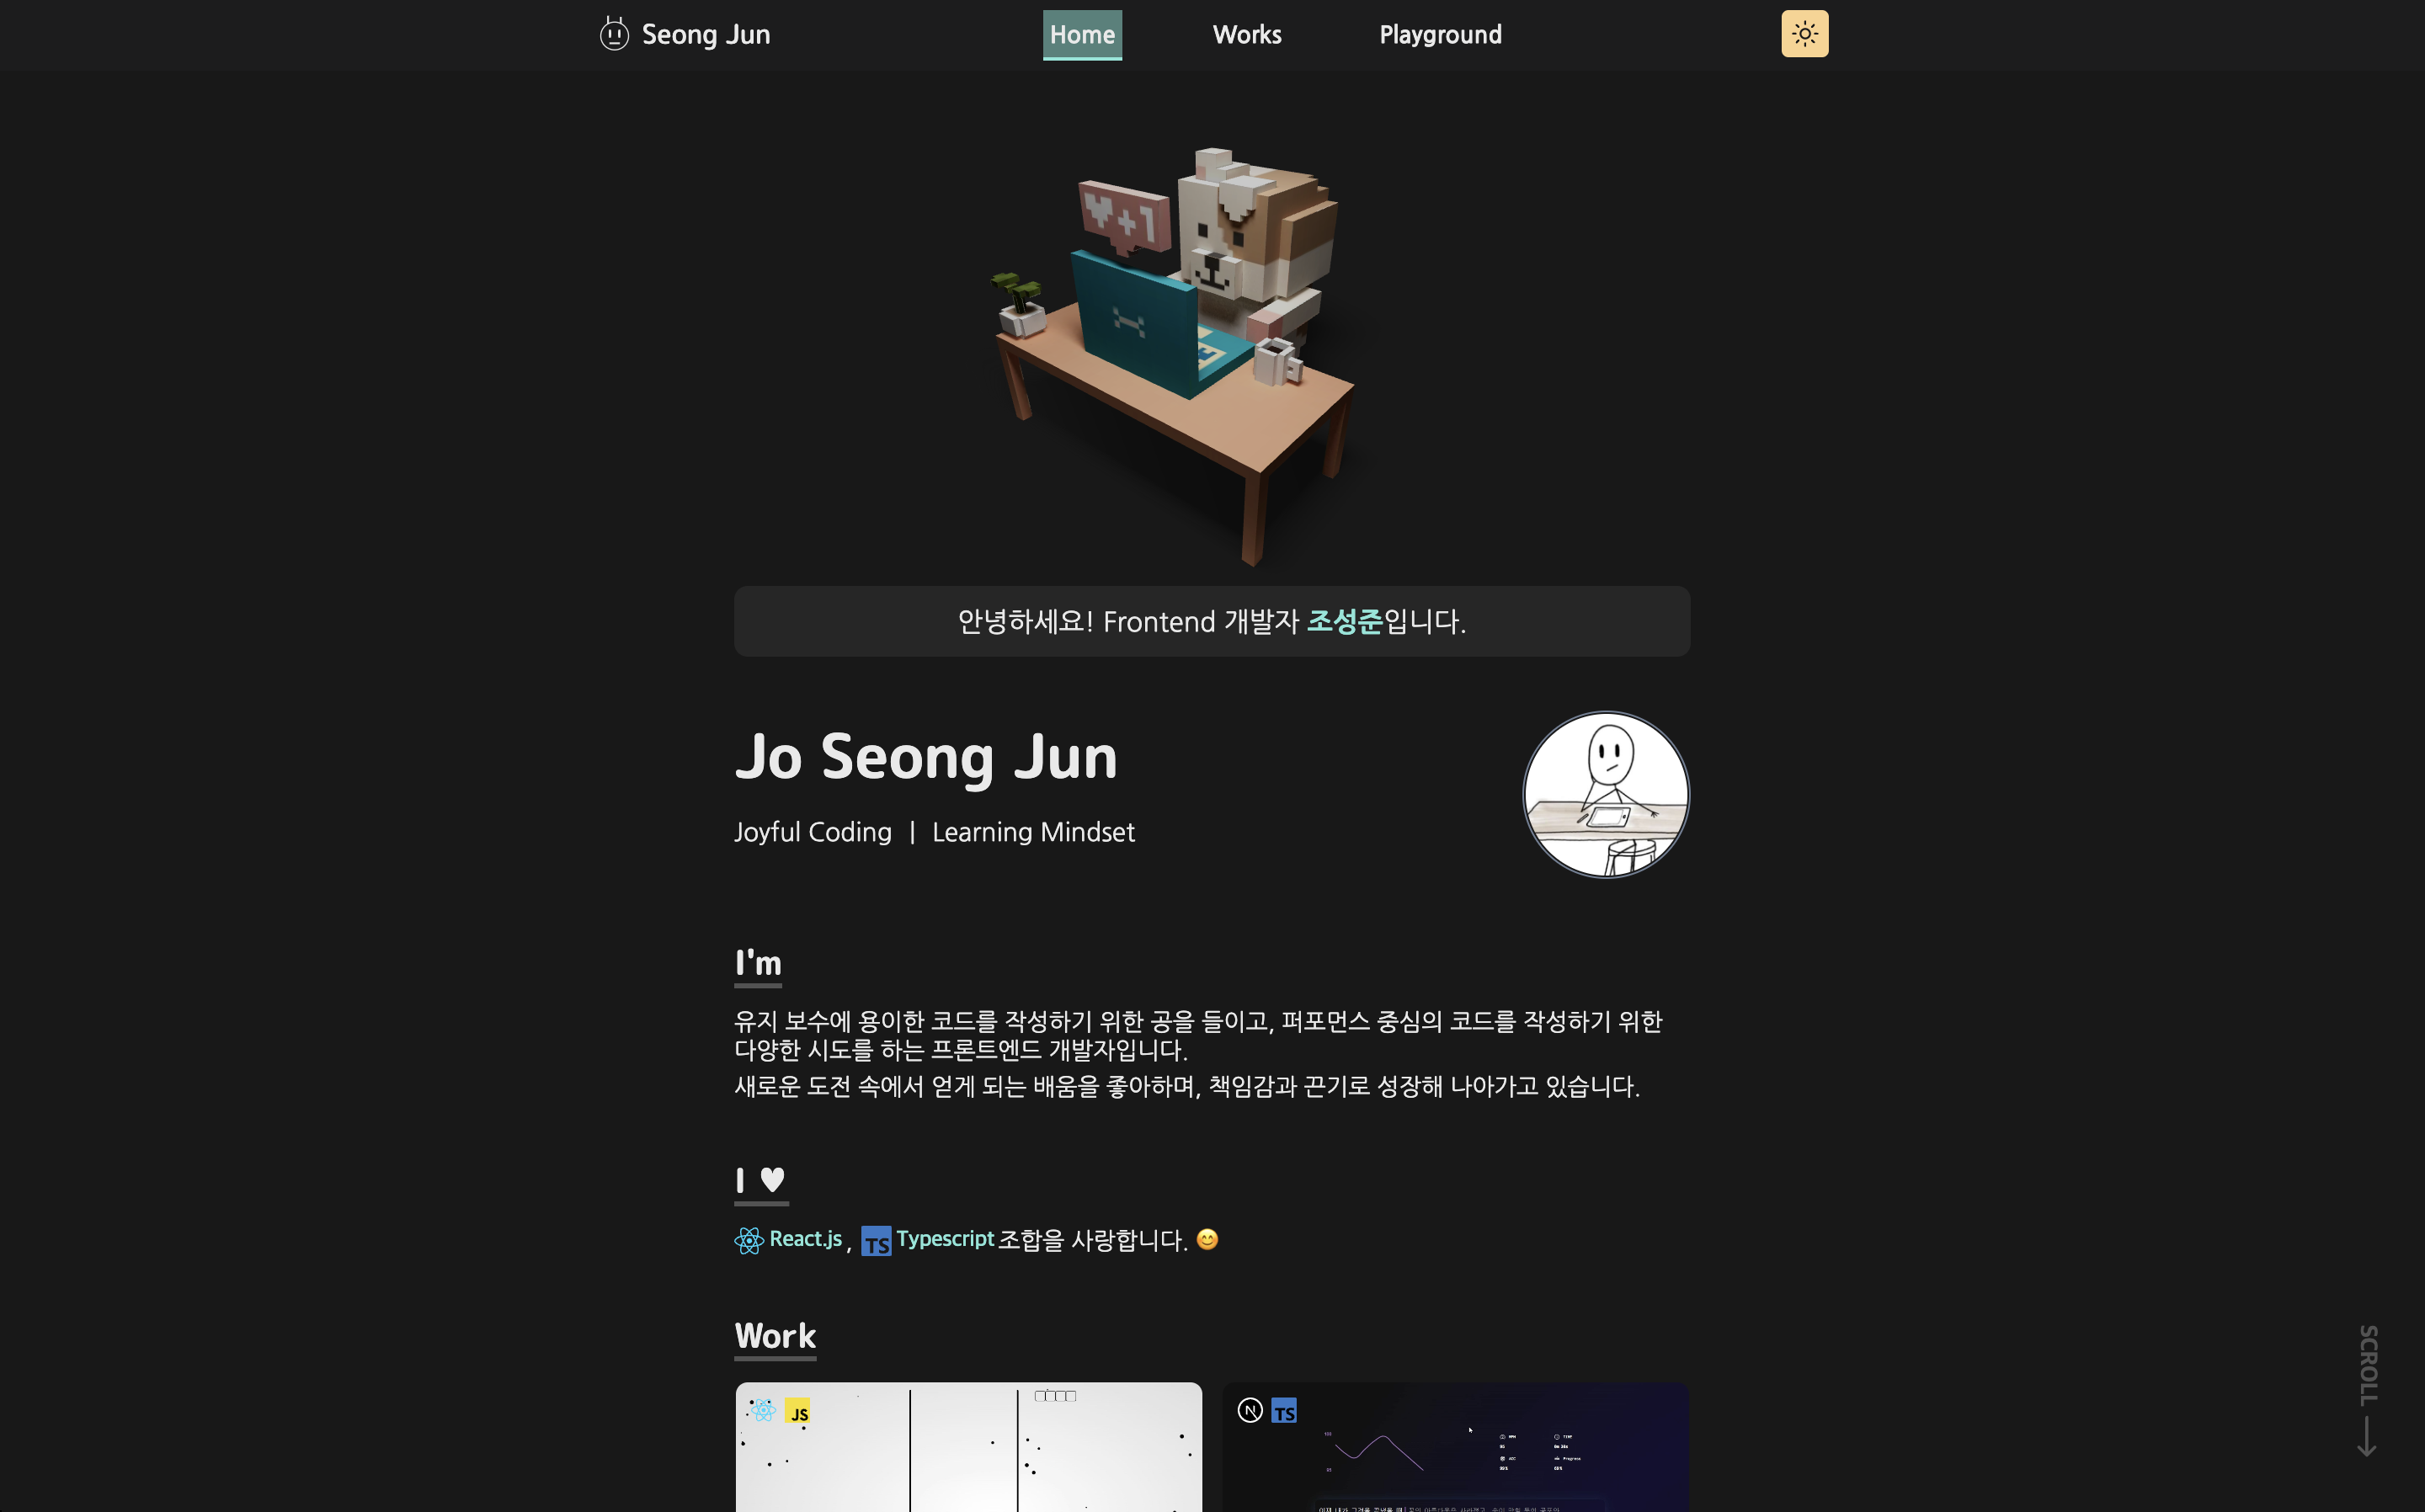 Seong Jun
Home
Works
Playground
♥+1
안녕하세요! Frontend 개발자 조성준입니다.
Jo Seong Jun
Joyful Coding | Learning Mindset
I'm
유지 보수에 용이한 코드를 작성하기 위한 공을 들이고, 퍼포먼스 중심의 코드를 작성하기 위한
다양한 시도를 하는 프론트엔드 개발자입니다.
새로운 도전 속에서 얻게 되는 배움을 좋아하며, 책임감과 끈기로 성장해 나아가고 있습니다.
I ♥
React.js , TS Typescript 조합을 사랑합니다. 😊
Work
JS
N TS
TIME
Progress
SCROLL